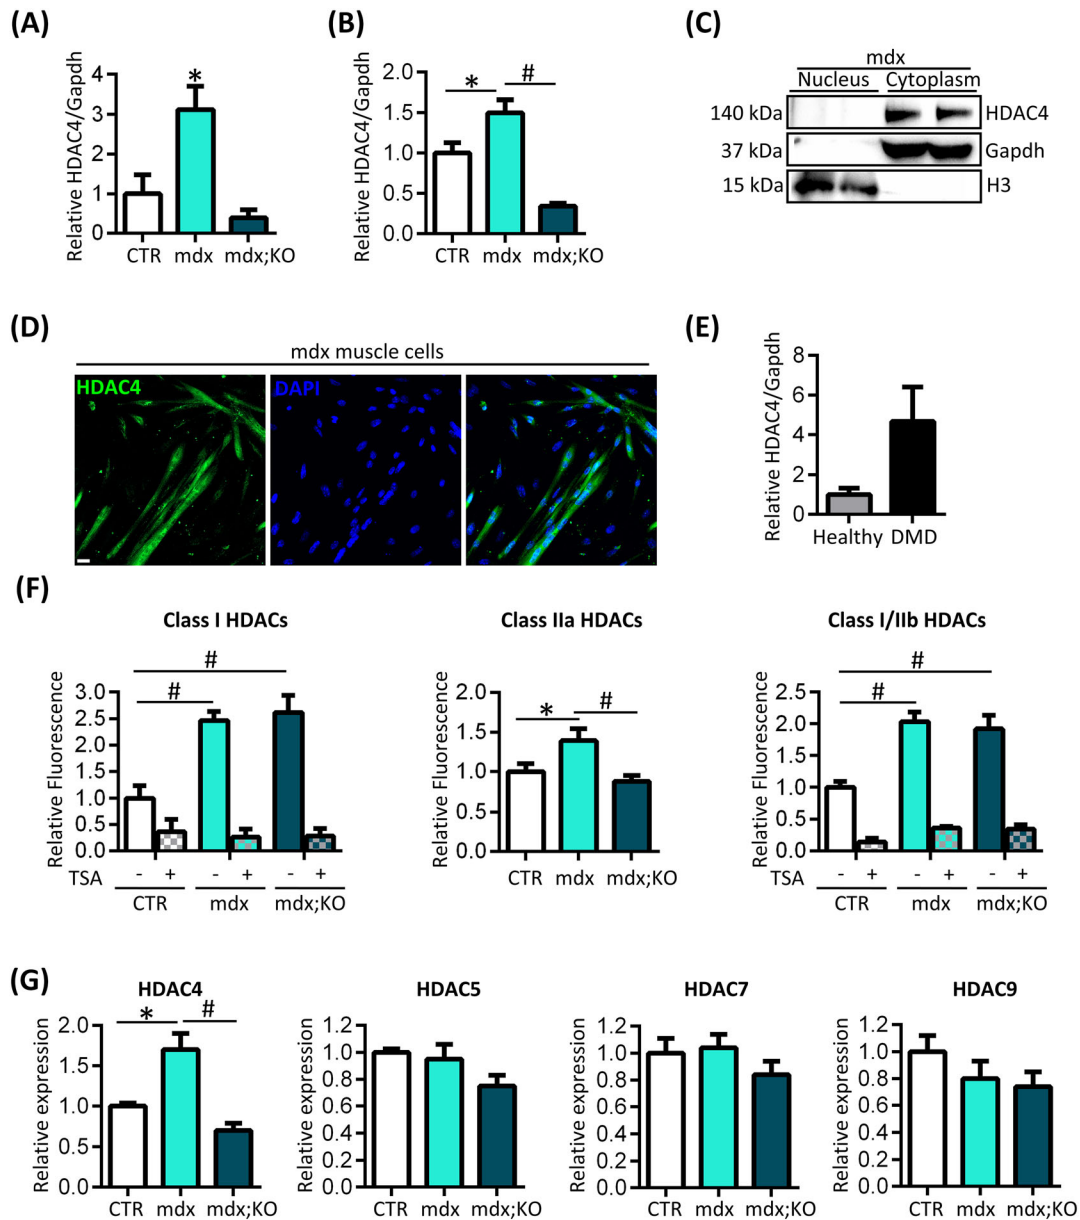 (A)
Relative HDAC4/Gapdh
4
3
2
1
0
*
CTR mdx mdx;KO
(B)
Relative HDAC4/Gapdh
2.0
1.5
1.0
0.5
0.0
* #
CTR mdx mdx;KO
(C)
mdx
Nucleus Cytoplasm
140 kDa HDAC4
37 kDa Gapdh
15 kDa H3
(D)
mdx muscle cells
HDAC4 DAPI
(E)
Relative HDAC4/Gapdh
8
6
4
2
0
Healthy DMD
(F)
Class I HDACs
Relative Fluorescence
3.0
2.5
2.0
1.5
1.0
0.5
0.0
#
#
TSA - + - + - +
CTR mdx mdx;KO
Class IIa HDACs
Relative Fluorescence
2.0
1.5
1.0
0.5
0.0
* #
CTR mdx mdx;KO
Class I/IIb HDACs
Relative Fluorescence
2.5
2.0
1.5
1.0
0.5
0.0
#
#
TSA - + - + - +
CTR mdx mdx;KO
(G)
HDAC4
Relative expression
2.0
1.5
1.0
0.5
0.0
* #
CTR mdx mdx;KO
HDAC5
Relative expression
1.2
1.0
0.8
0.6
0.4
0.2
0.0
CTR mdx mdx;KO
HDAC7
Relative expression
1.2
1.0
0.8
0.6
0.4
0.2
0.0
CTR mdx mdx;KO
HDAC9
Relative expression
1.2
1.0
0.8
0.6
0.4
0.2
0.0
CTR mdx mdx;KO